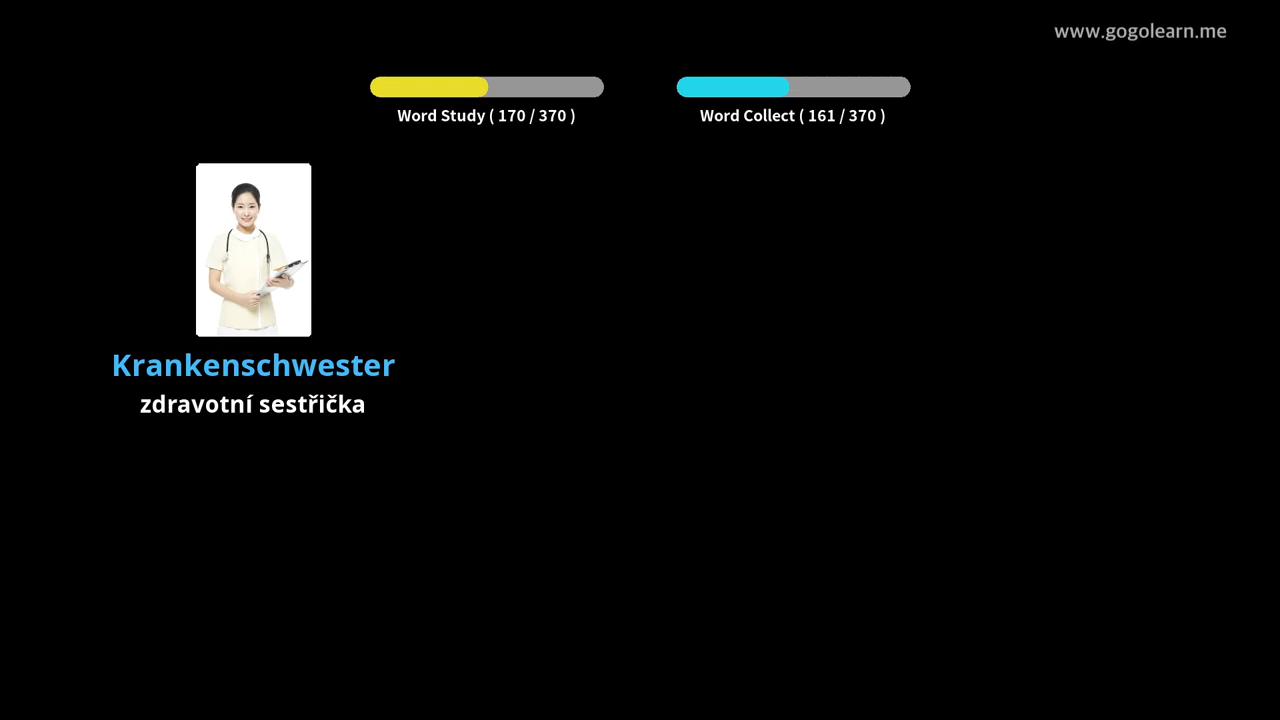 www.gogolearn.me
Word Study ( 170 / 370 )
Word Collect ( 161 / 370 )
Krankenschwester
zdravotní sestřička